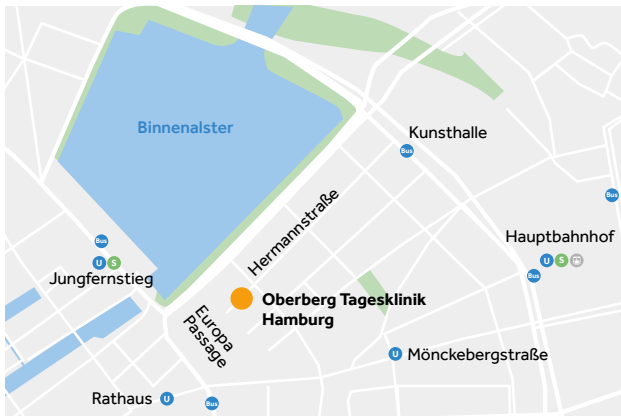 Binnenalster
Kunsthalle
Bus
Hermannstraße
Bus
Bus
Hauptbahnhof
U S
Bus
U S
Jungfernstieg
Oberberg Tagesklinik
Hamburg
Europa
Passage
U Mönckebergstraße
Rathaus U
Bus